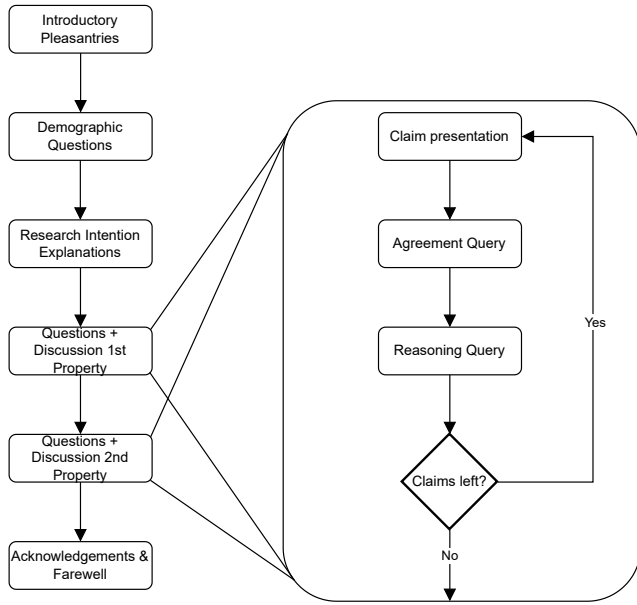 Introductory
Pleasantries
Demographic
Questions
Research Intention
Explanations
Questions +
Discussion 1st
Property
Questions +
Discussion 2nd
Property
Acknowledgements &
Farewell
Claim presentation
Agreement Query
Reasoning Query
Claims left?
Yes
No